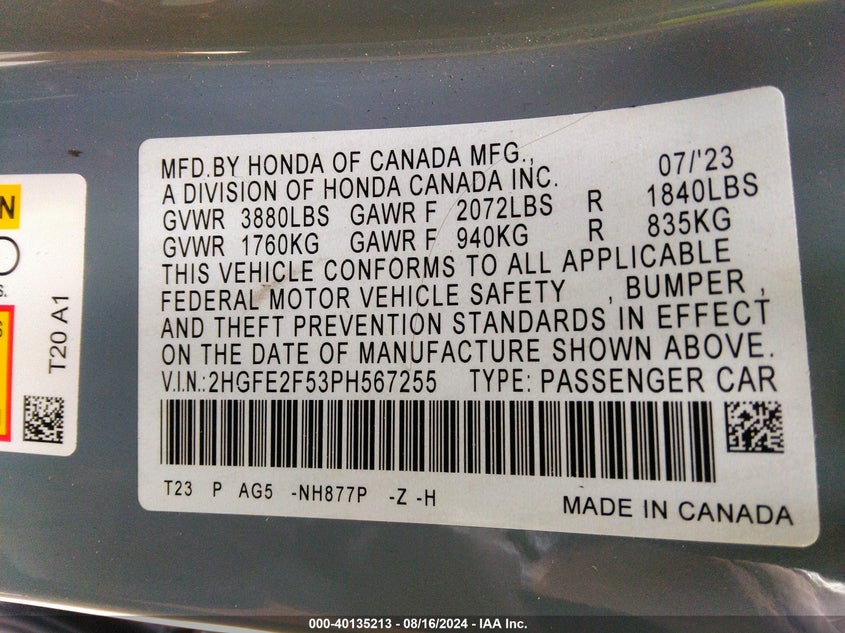 MFD.BY HONDA OF CANADA MFG., 07/'23
A DIVISION OF HONDA CANADA INC.
GVWR 3880LBS GAWR F 2072LBS R 1840LBS
GVWR 1760KG GAWR F 940KG R 835KG
THIS VEHICLE CONFORMS TO ALL APPLICABLE
FEDERAL MOTOR VEHICLE SAFETY , BUMPER ,
AND THEFT PREVENTION STANDARDS IN EFFECT
ON THE DATE OF MANUFACTURE SHOWN ABOVE.
V.I.N.:2HGFE2F53PH567255 TYPE: PASSENGER CAR
T23 P AG5 -NH877P -Z -H
MADE IN CANADA
T20 A1
000-40135213 - 08/16/2024 - IAA Inc.